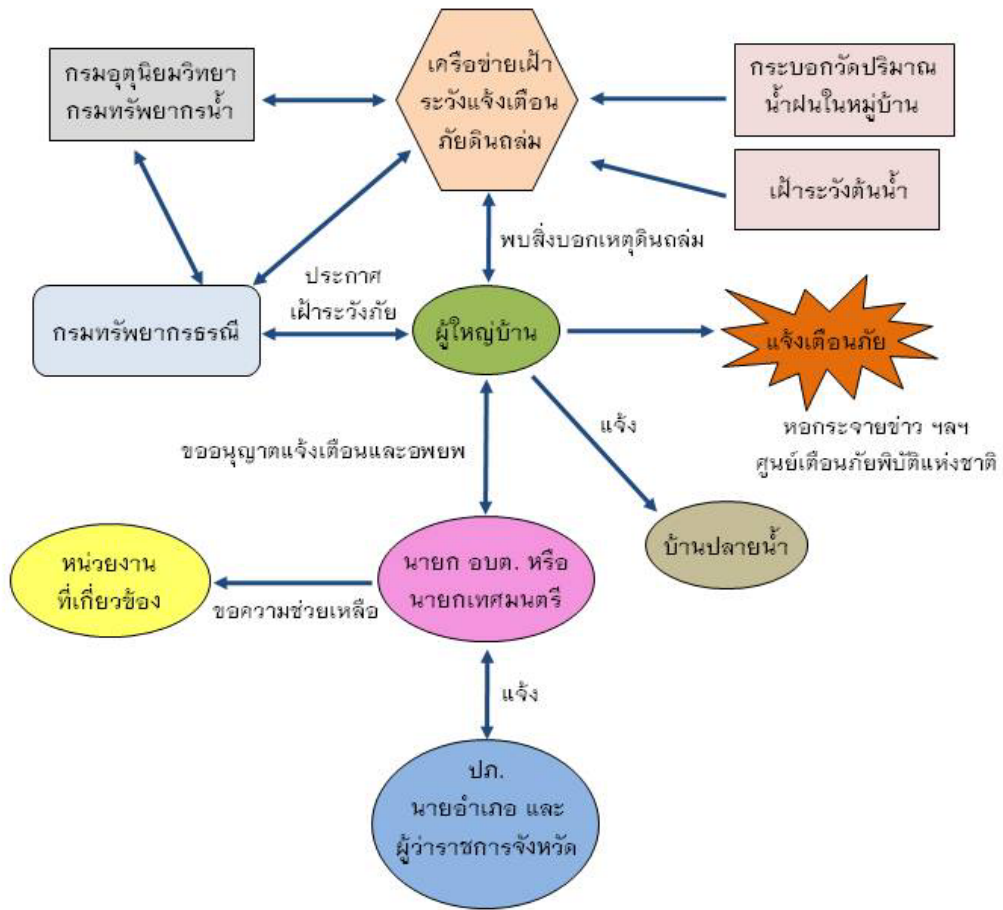 กรมอุตุนิยมวิทยา
กรมทรัพยากรน้ำ
เครือข่ายเฝ้า
ระวังแจ้งเตือน
ภัยดินถล่ม
กระบอกวัดปริมาณ
น้ำฝนในหมู่บ้าน
เฝ้าระวังต้นน้ำ
พบสิ่งบอกเหตุดินถล่ม
ประกาศ
เฝ้าระวังภัย
กรมทรัพยากรธรณี
ผู้ใหญ่บ้าน
แจ้งเตือนภัย
หอกระจายข่าว ฯลฯ
ศูนย์เตือนภัยพิบัติแห่งชาติ
แจ้ง
ขออนุญาตแจ้งเตือนและอพยพ
บ้านปลายน้ำ
หน่วยงาน
ที่เกี่ยวข้อง
ขอความช่วยเหลือ
นายก อบต. หรือ
นายกเทศมนตรี
แจ้ง
ปภ.
นายอำเภอ และ
ผู้ว่าราชการจังหวัด